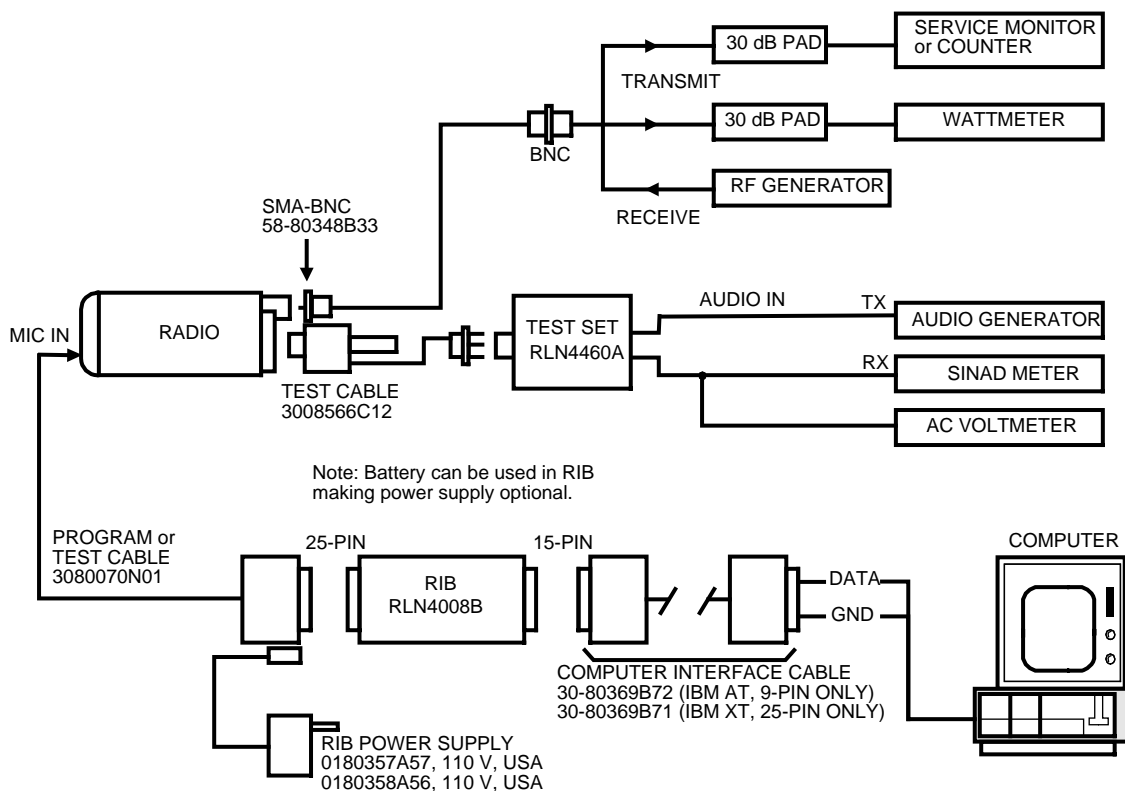 30 dB PAD
SERVICE MONITOR
or COUNTER
TRANSMIT
30 dB PAD
WATTMETER
BNC
RF GENERATOR
RECEIVE
SMA-BNC
58-80348B33
MIC IN
RADIO
TEST CABLE
3008566C12
TEST SET
RLN4460A
AUDIO IN
TX
AUDIO GENERATOR
RX
SINAD METER
AC VOLTMETER
Note: Battery can be used in RIB
making power supply optional.
PROGRAM or
TEST CABLE
3080070N01
25-PIN
RIB
RLN4008B
15-PIN
DATA
GND
COMPUTER
COMPUTER INTERFACE CABLE
30-80369B72 (IBM AT, 9-PIN ONLY)
30-80369B71 (IBM XT, 25-PIN ONLY)
RIB POWER SUPPLY
0180357A57, 110 V, USA
0180358A56, 110 V, USA